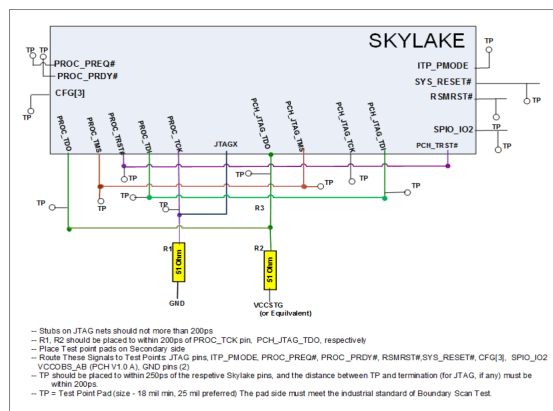 SKYLAKE
TP
TP
PROC_PREQ#
PROC_PRDY#
CFG[3]
TP
TP
ITP_PMODE
SYS_RESET#
TP
RSMRST#
TP
SPIO_IO2
TP
PCH_TRST#
PROC_TDO
PROC_TMS
PROC_TRST#
PROC_TDI
PROC_TCK
JTAGX
PCH_JTAG_TDO
PCH_JTAG_TMS
PCH_JTAG_TCK
PCH_JTAG_TDI
TP
TP
TP
TP
TP
TP
TP
TP
TP
R3
R1
51 Ohm
GND
R2
51 Ohm
VCCSTG
(or Equilvalent)
-- Stubs on JTAG nets should not more than 200ps
-- R1, R2 should be placed to within 200ps of PROC_TCK pin, PCH_JTAG_TDO, respectively
-- Place Test point pads on Secondary side
-- Route These Signals to Test Points: JTAG pins, ITP_PMODE, PROC_PREQ#, PROC_PRDY#, RSMRST#,SYS_RESET#, CFG[3], SPIO_IO2
VCCOBS_AB (PCH V1.0 A), GND pins (2)
-- TP should be placed to within 250ps of the respetive Skylake pins, and the distance between TP and termination (for JTAG, if any) must be
within 200ps.
-- TP = Test Point Pad (size - 18 mil min, 25 mil preferred) The pad side must meet the industrial standard of Boundary Scan Test.